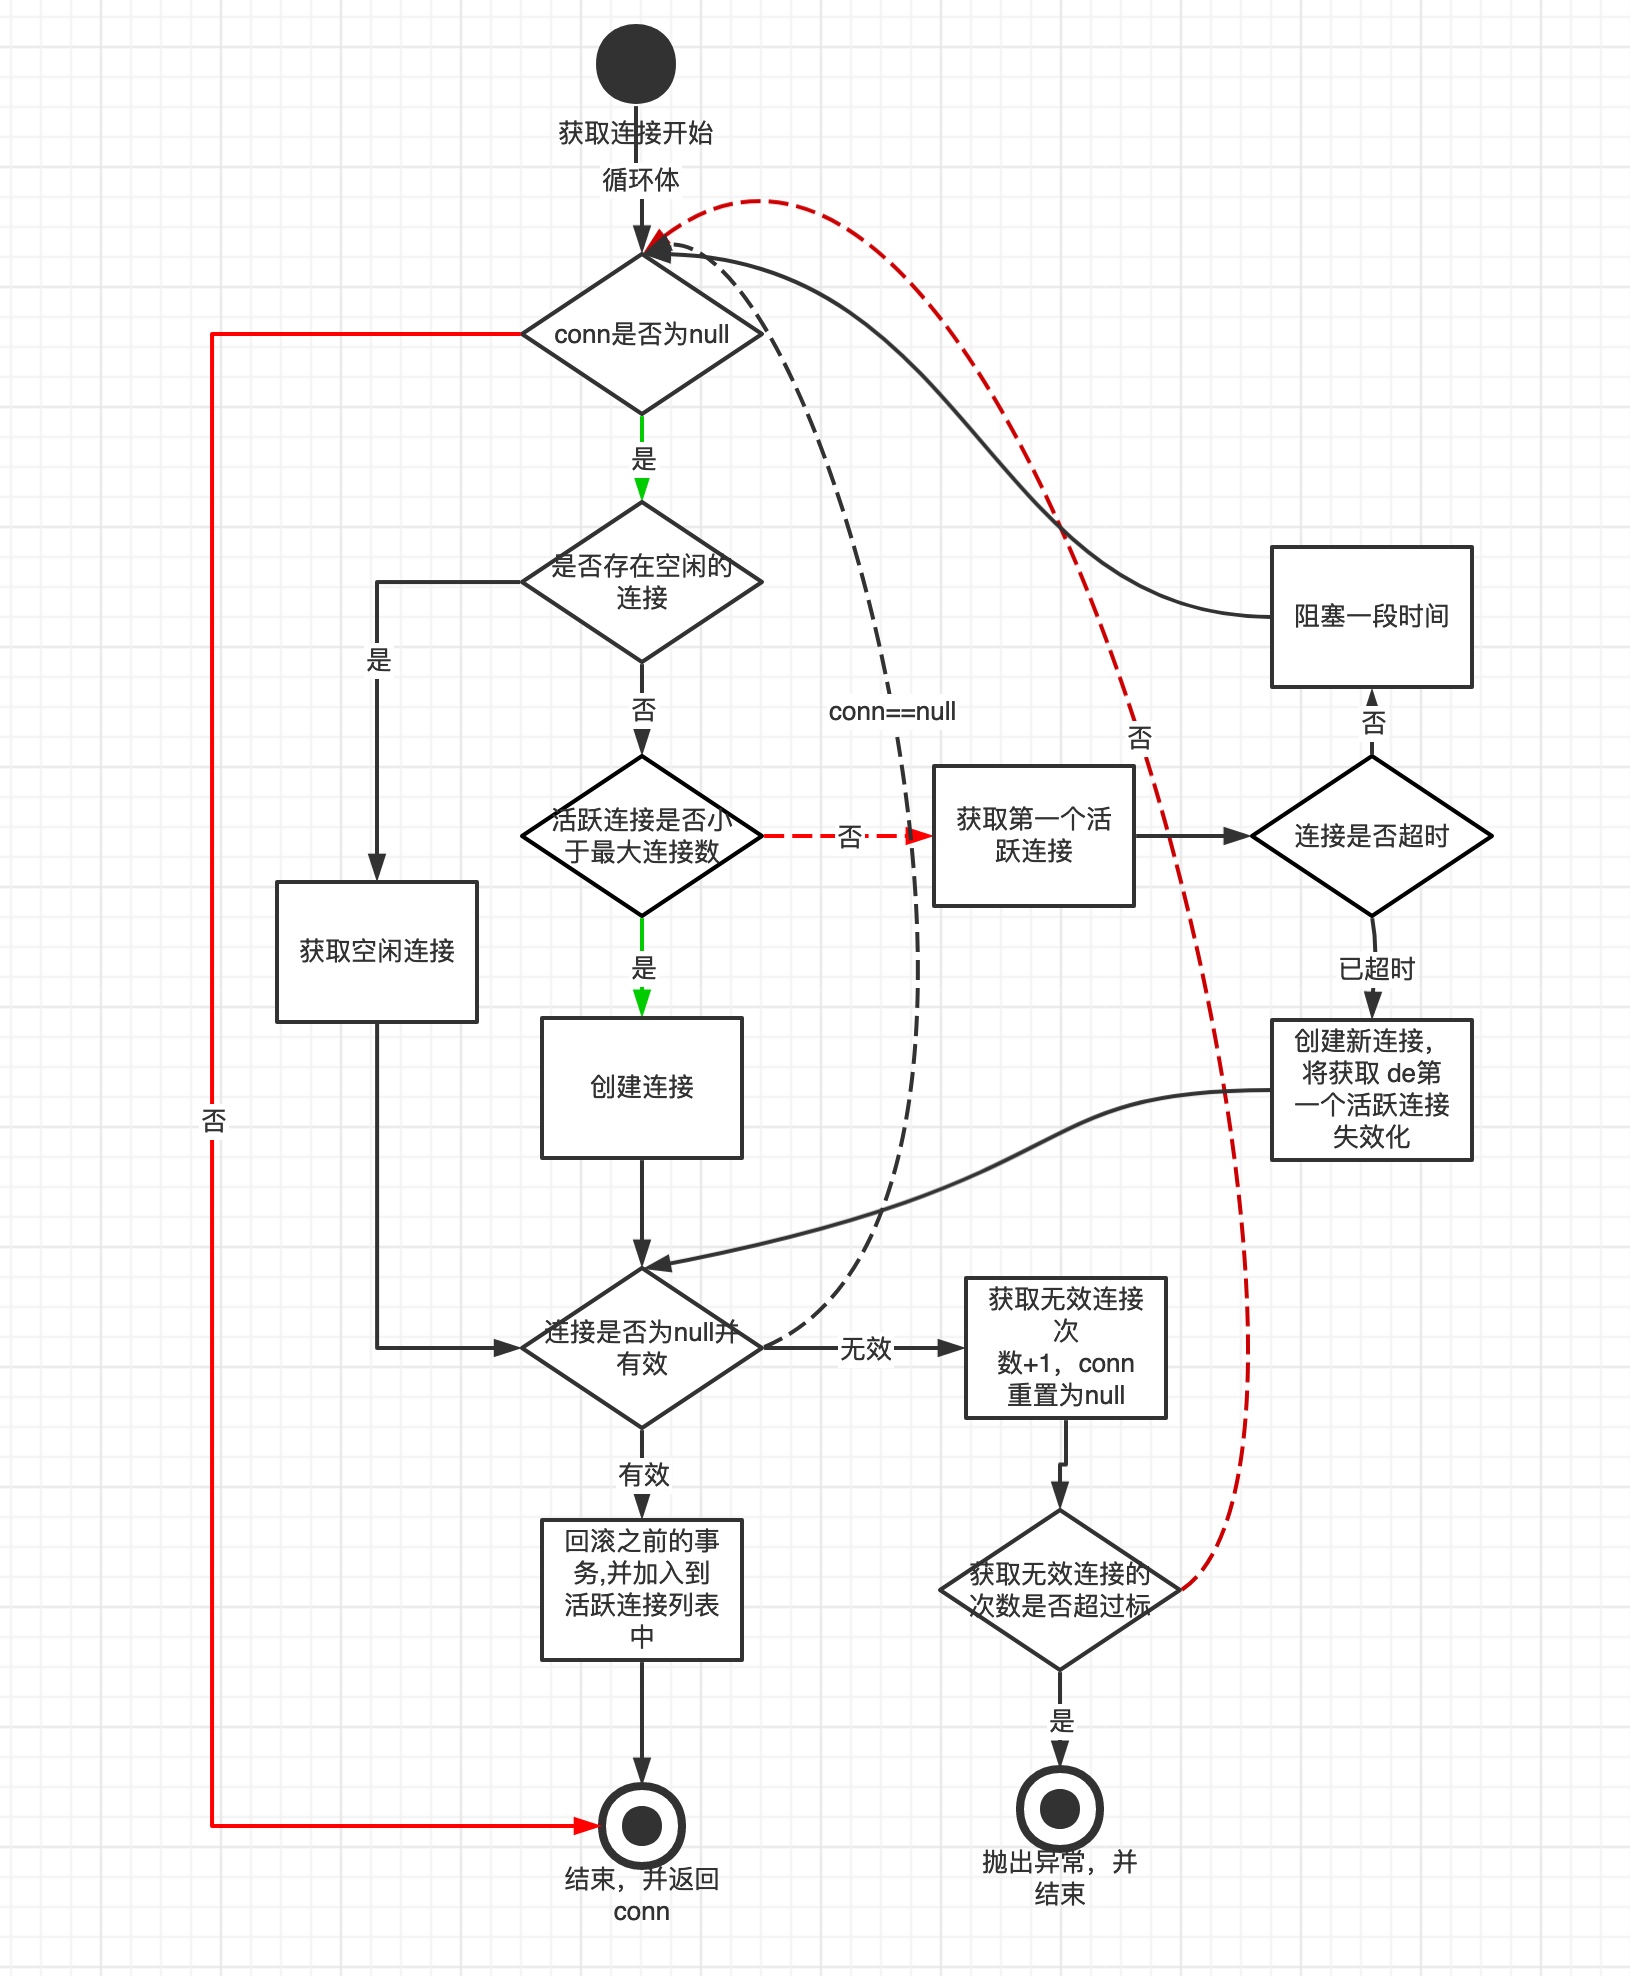 获取连接开始
循环体
conn是否为null
是
是否存在空闲的
连接
阻塞一段时间
是
否
conn==null
否
否
活跃连接是否小
于最大连接数
否
获取第一个活
跃连接
连接是否超时
获取空闲连接
是
已超时
创建连接
创建新连接，
将获取 de第
一个活跃连接
失效化
否
连接是否为null并
有效
无效
获取无效连接
次
数+1，conn
重置为null
有效
回滚之前的事
务,并加入到
活跃连接列表
中
获取无效连接的
次数是否超过标
是
结束，并返回
conn
抛出异常，并
结束